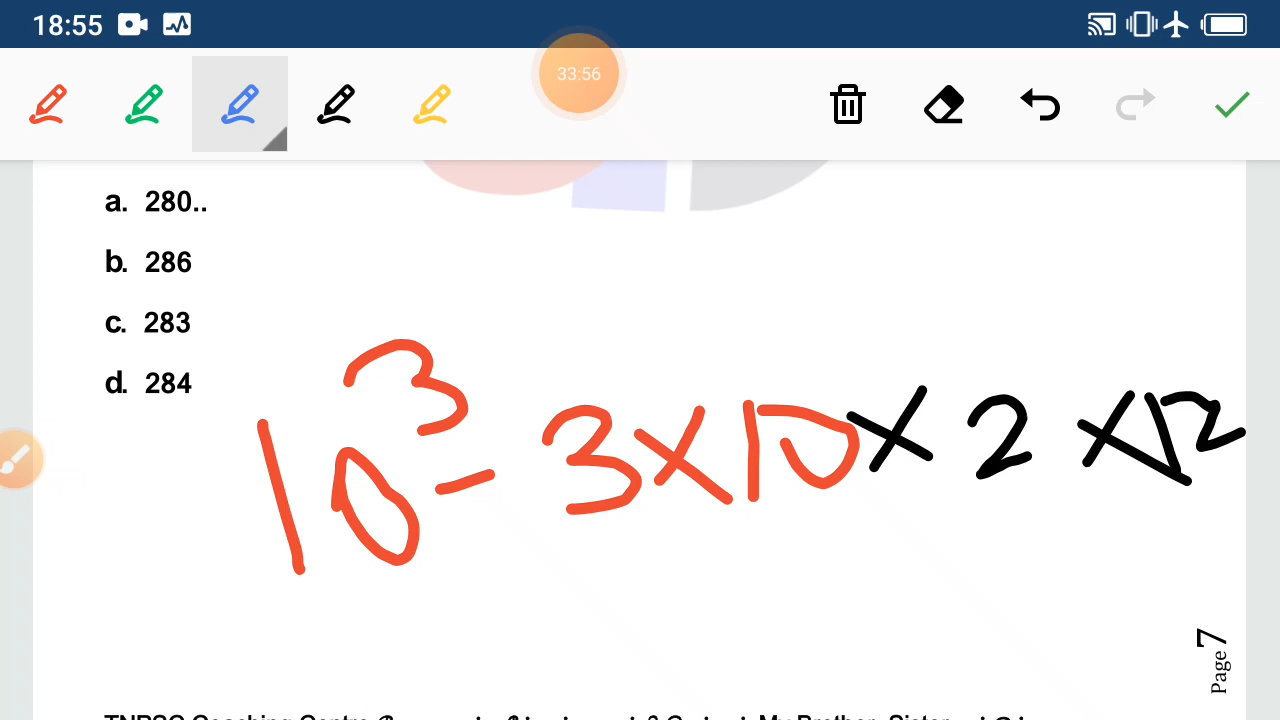 18:55
33:56
a. 280..
b. 286
c. 283
d. 284
10³ - 3 × 10 × 2 × 12
Page 7